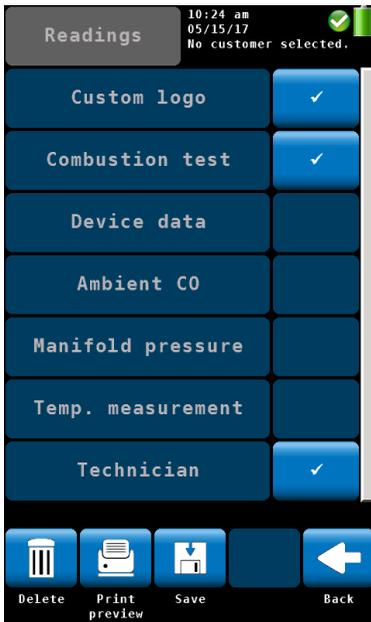 Readings
10:24 am
05/15/17
No customer selected.
Custom logo
Combustion test
Device data
Ambient CO
Manifold pressure
Temp. measurement
Technician
Delete
Print
preview
Save
Back